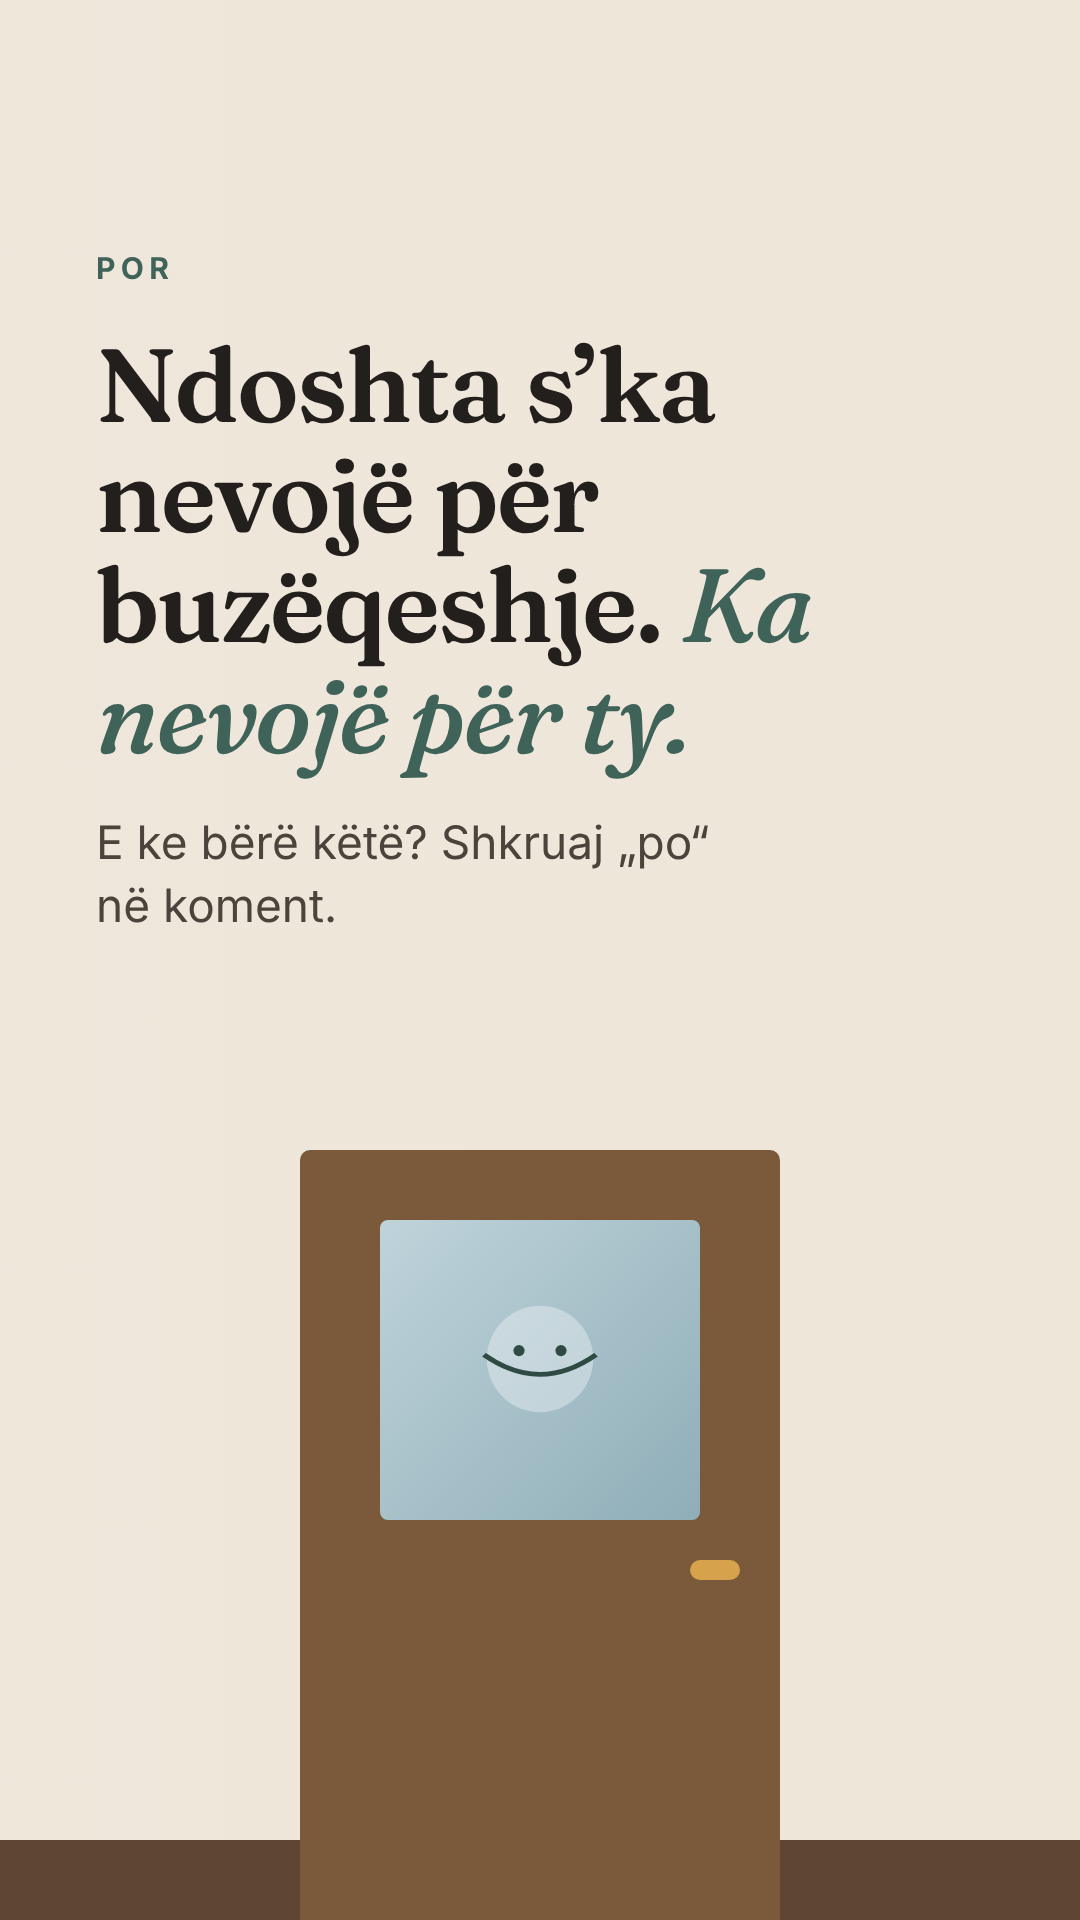 POR
Ndoshta s’ka
nevojë për
buzëqeshje. Ka
nevojë për ty.
E ke bërë këtë? Shkruaj „po“
në koment.